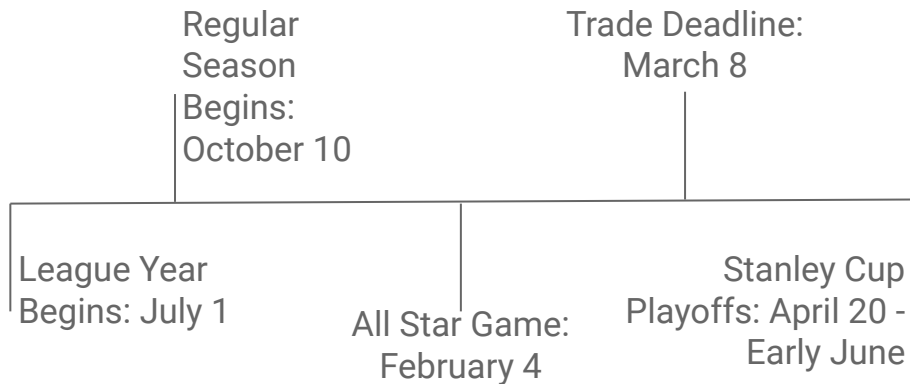 Regular
Season
Begins:
October 10
Trade Deadline:
March 8
League Year
Begins: July 1
All Star Game:
February 4
Stanley Cup
Playoffs: April 20 -
Early June